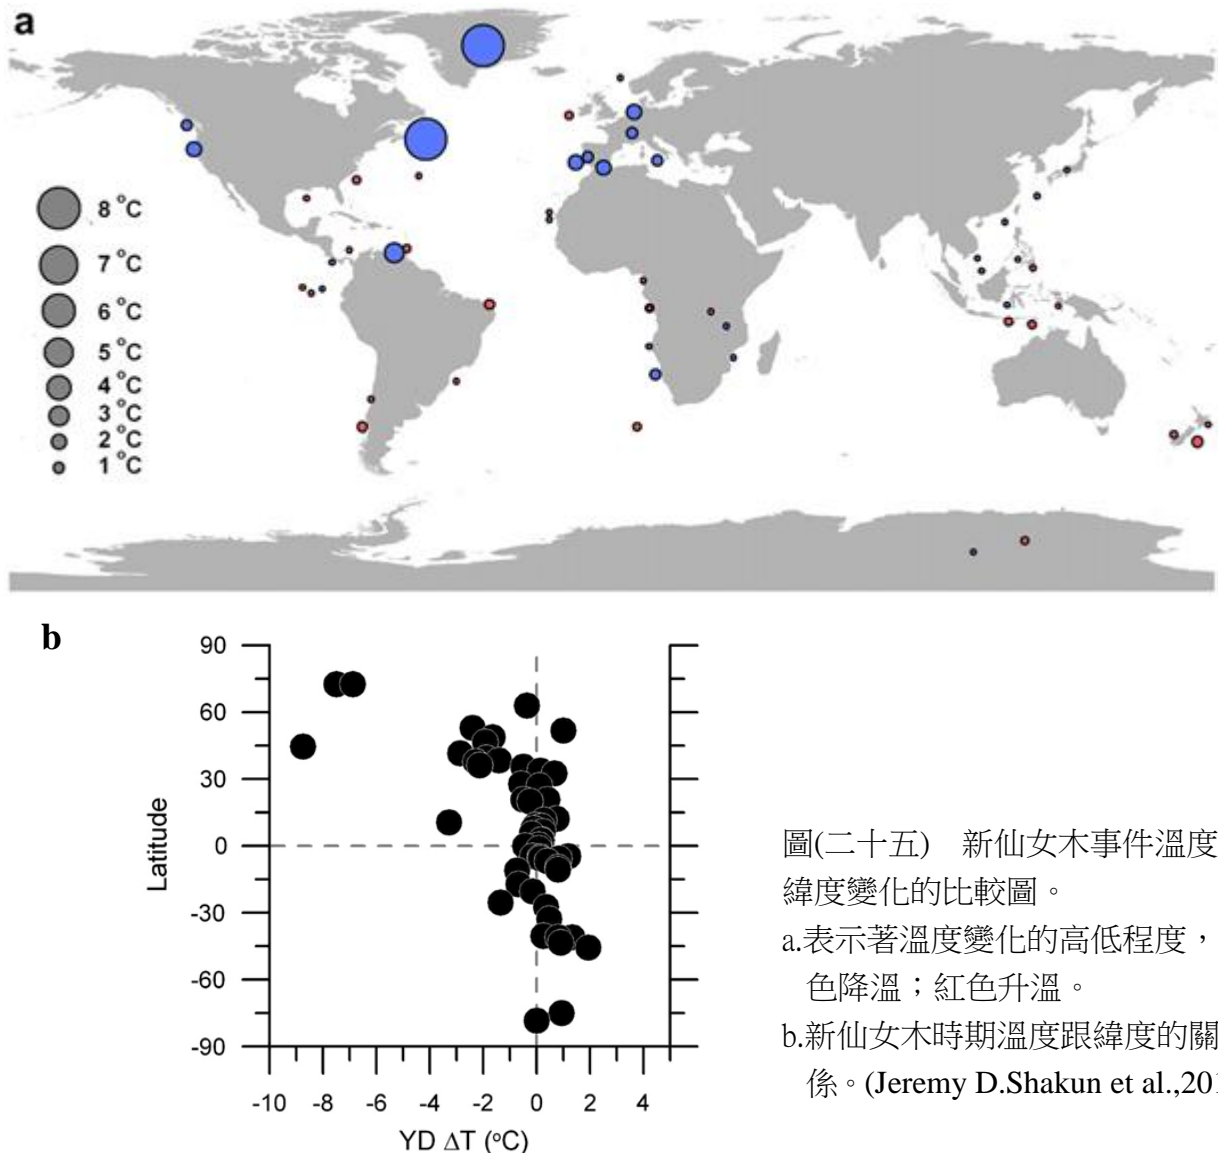 a
8 °C
7 °C
6 °C
5 °C
4 °C
3 °C
2 °C
1 °C
b
90
60
30
0
-30
-60
-90
Latitude
-10 -8 -6 -4 -2 0 2 4
YD ΔT (°C)
圖(二十五) 新仙女木事件溫度
緯度變化的比較圖。
a.表示著溫度變化的高低程度，
色降溫；紅色升溫。
b.新仙女木時期溫度跟緯度的關
係。(Jeremy D.Shakun et al.,